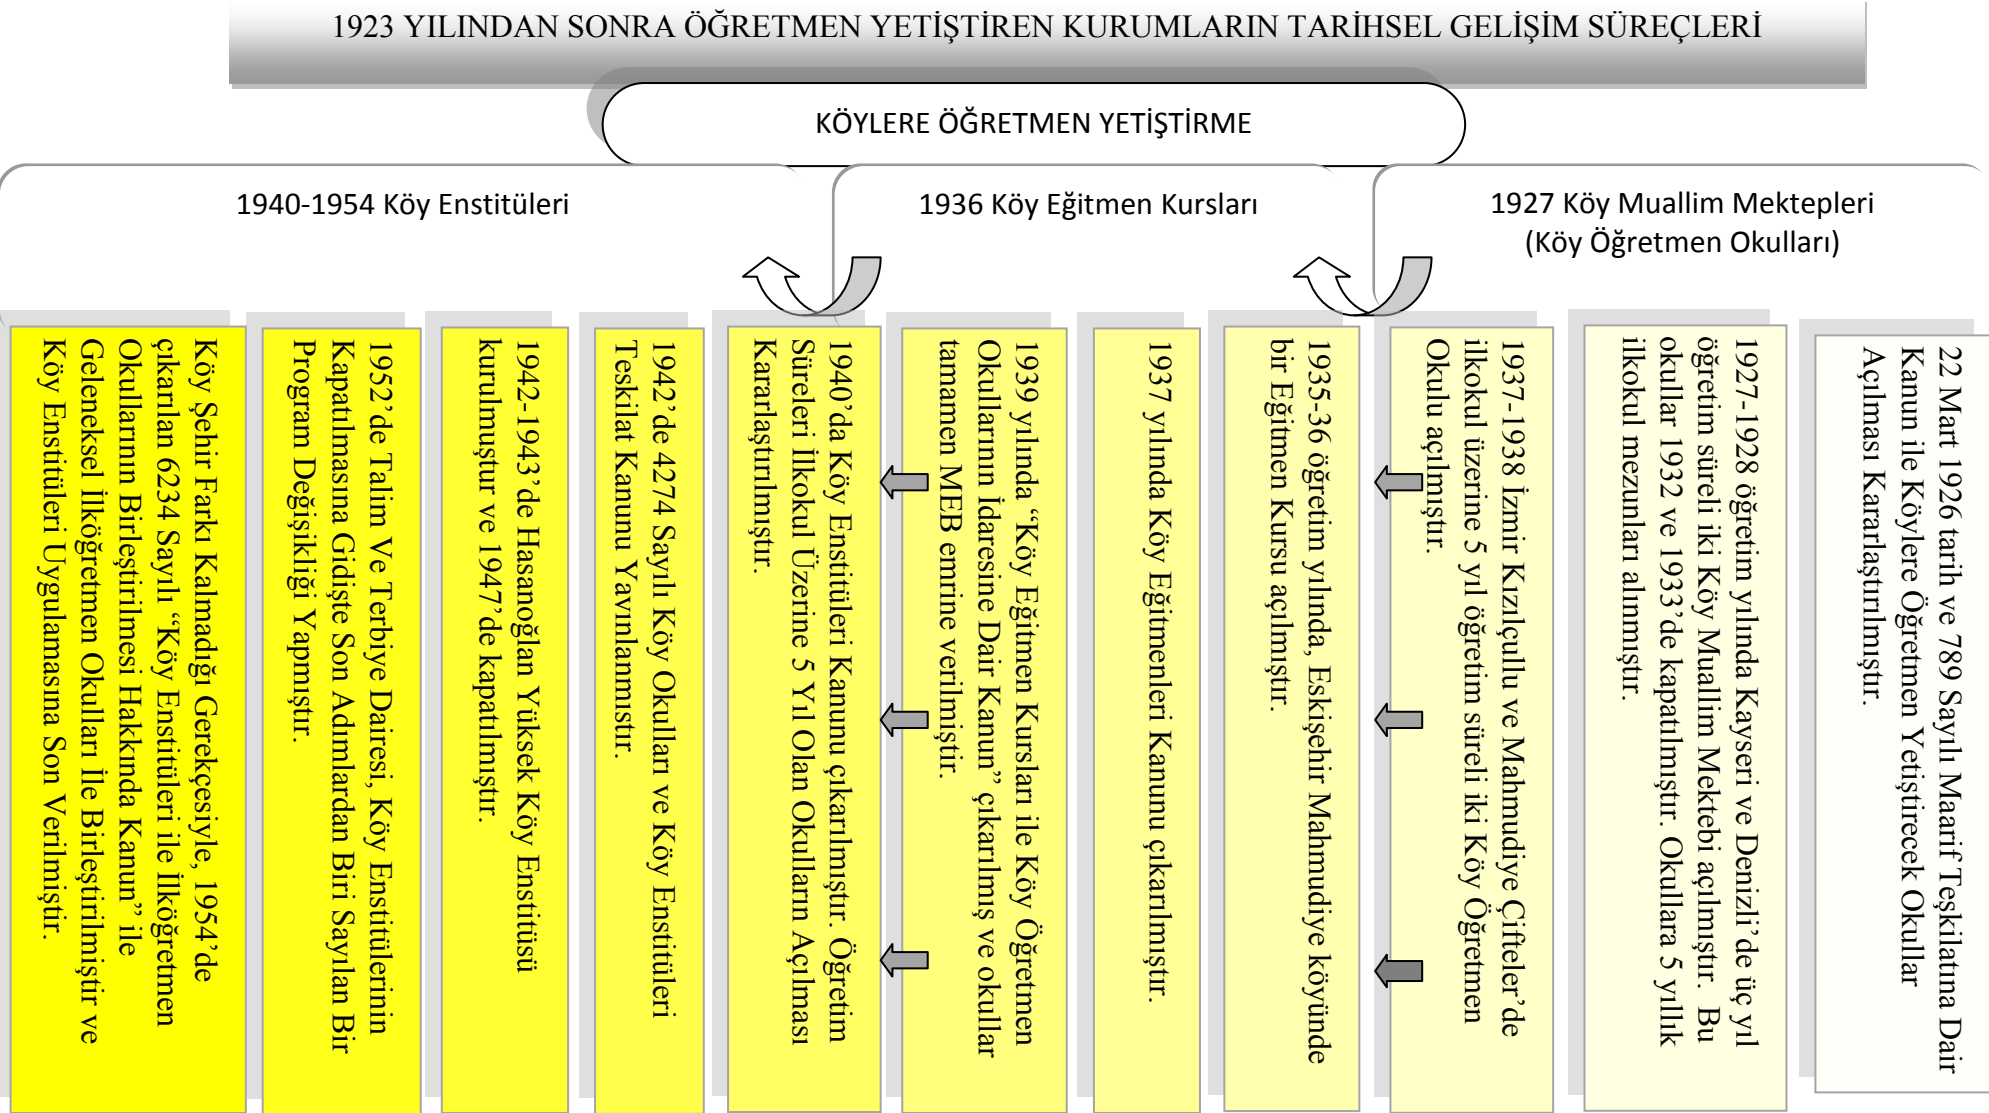 1923 YILINDAN SONRA ÖĞRETMEN YETİŞTİREN KURUMLARIN TARİHSEL GELİŞİM SÜREÇLERİ
KÖYLERE ÖĞRETMEN YETİŞTİRME
1940-1954 Köy Enstitüleri
1936 Köy Eğitmen Kursları
1927 Köy Muallim Mektepleri
(Köy Öğretmen Okulları)
22 Mart 1926 tarih ve 789 Sayılı Maarif Teşkilatına Dair
Kanun ile Köylere Öğretmen Yetiştirecek Okullar
Açılması Kararlaştırılmıştır.
1927-1928 öğretim yılında Kayseri ve Denizli’de üç yıl
öğretim süreli iki Köy Muallim Mektebi açılmıştır. Bu
okullar 1932 ve 1933’de kapatılmıştır. Okullara 5 yıllık
ilkokul mezunları alınmıştır.
1937-1938 İzmir Kızılçullu ve Mahmudiye Çifteler’de
ilkokul üzerine 5 yıl öğretim süreli iki Köy Öğretmen
Okulu açılmıştır.
1935-36 öğretim yılında, Eskişehir Mahmudiye köyünde
bir Eğitmen Kursu açılmıştır.
1937 yılında Köy Eğitmenleri Kanunu çıkarılmıştır.
1939 yılında “Köy Eğitmen Kursları ile Köy Öğretmen
Okullarının İdaresine Dair Kanun” çıkarılmış ve okullar
tamamen MEB emrine verilmiştir.
1940’da Köy Enstitüleri Kanunu çıkarılmıştır. Öğretim
Süreleri İlkokul Üzerine 5 Yıl Olan Okulların Açılması
Kararlaştırılmıştır.
1942’de 4274 Sayılı Köy Okulları ve Köy Enstitüleri
Teskilat Kanunu Yavınlanmıstır.
1942-1943’de Hasanoğlan Yüksek Köy Enstitüsü
kurulmuştur ve 1947’de kapatılmıştır.
1952’de Talim Ve Terbiye Dairesi, Köy Enstitülerinin
Kapatılmasına Gidişte Son Adımlardan Biri Sayılan Bir
Program Değişikliği Yapmıştır.
Köy Şehir Farkı Kalmadığı Gerekçesiyle, 1954’de
çıkarılan 6234 Sayılı “Köy Enstitüleri ile İlköğretmen
Okullarının Birleştirilmesi Hakkında Kanun” ile
Geleneksel İlköğretmen Okulları İle Birleştirilmiştir ve
Köy Enstitüleri Uygulamasına Son Verilmiştir.